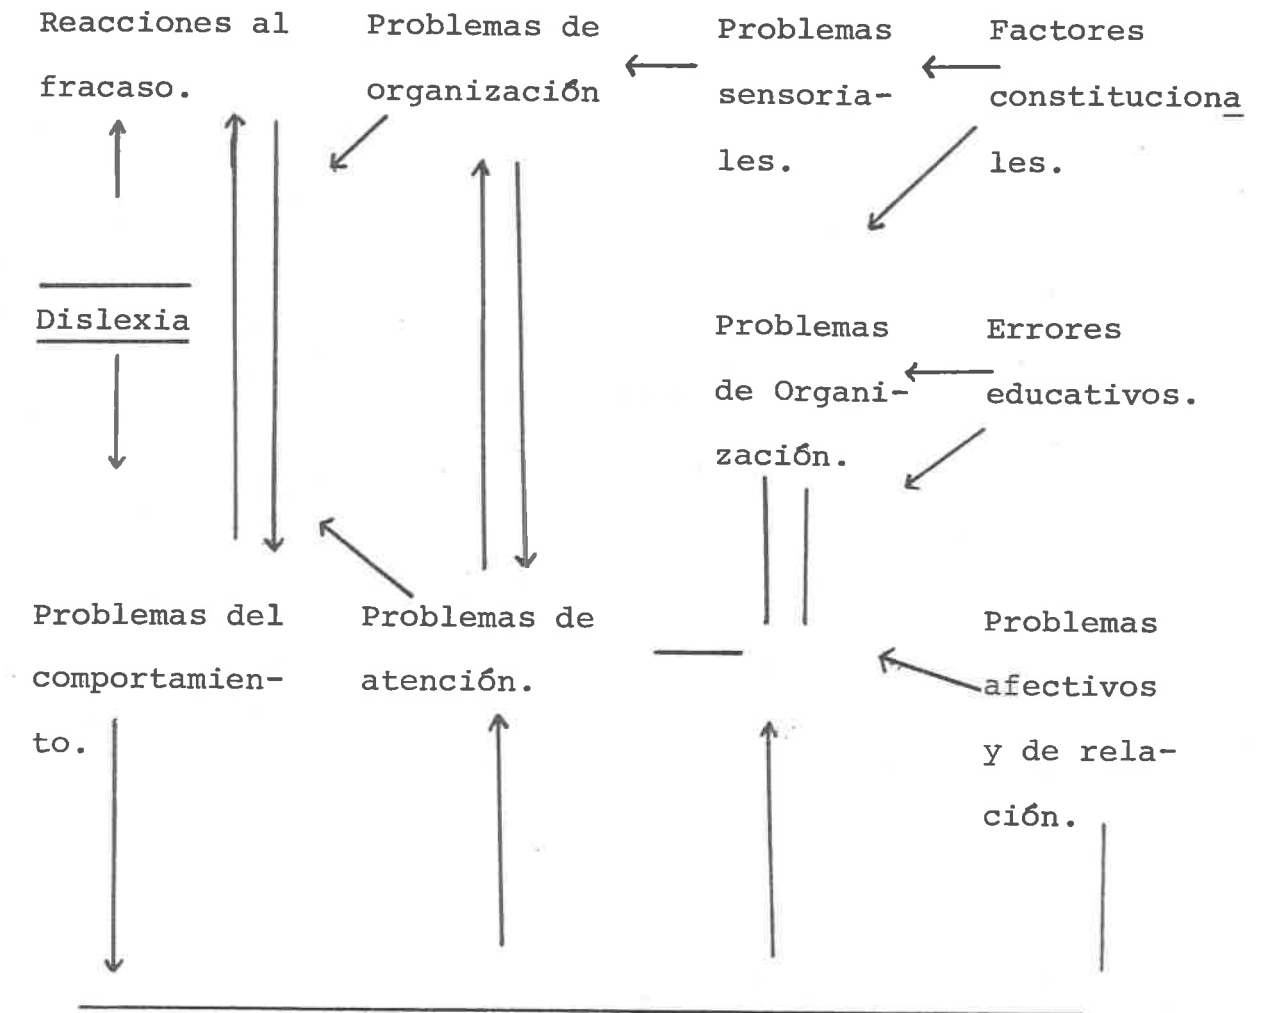 Reacciones al
fracaso.
Problemas de
organización
Problemas
sensoria-
les.
Factores
constituciona
les.
Dislexia
Problemas
de Organi-
zación.
Errores
educativos.
Problemas del
comportamien-
to.
Problemas de
atención.
Problemas
afectivos
y de rela-
ción.